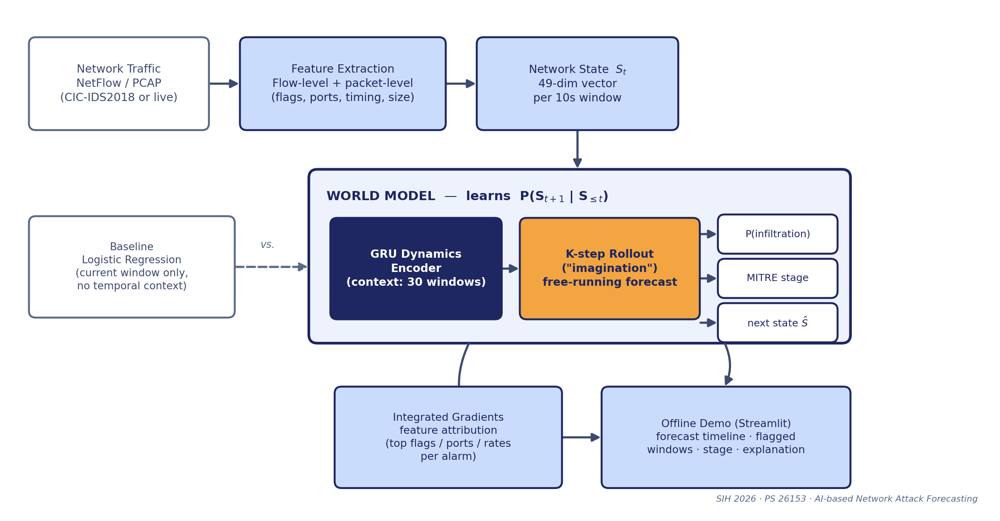 Network Traffic
NetFlow / PCAP
(CIC-IDS2018 or live)
Feature Extraction
Flow-level + packet-level
(flags, ports, timing, size)
Network State Sₜ
49-dim vector
per 10s window
WORLD MODEL — learns P(Sₜ₊₁ | S≤ₜ)
Baseline
Logistic Regression
(current window only,
no temporal context)
vs.
GRU Dynamics
Encoder
(context: 30 windows)
K-step Rollout
("imagination")
free-running forecast
P(infiltration)
MITRE stage
next state Ŝ
Integrated Gradients
feature attribution
(top flags / ports / rates
per alarm)
Offline Demo (Streamlit)
forecast timeline · flagged
windows · stage · explanation
SIH 2026 · PS 26153 · AI-based Network Attack Forecasting